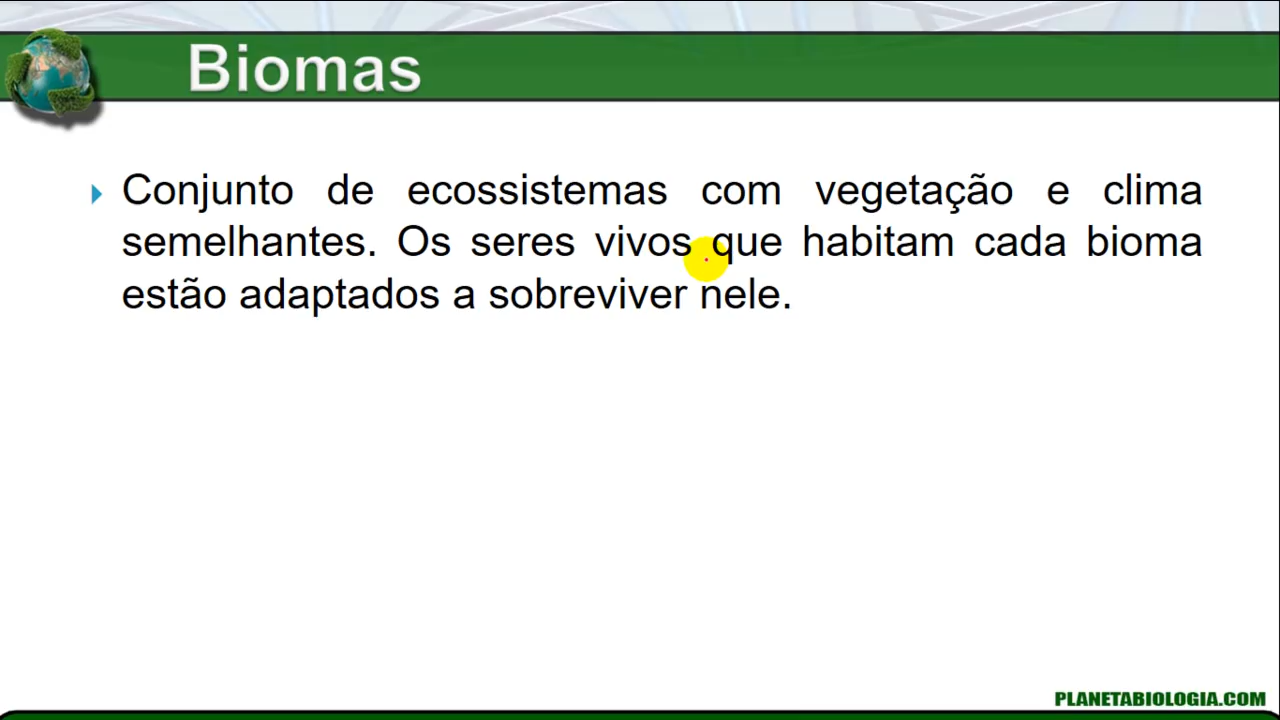 Biomas
Conjunto de ecossistemas com vegetação e clima
semelhantes. Os seres vivos que habitam cada bioma
estão adaptados a sobreviver nele.
PLANETABIOLOGIA.COM